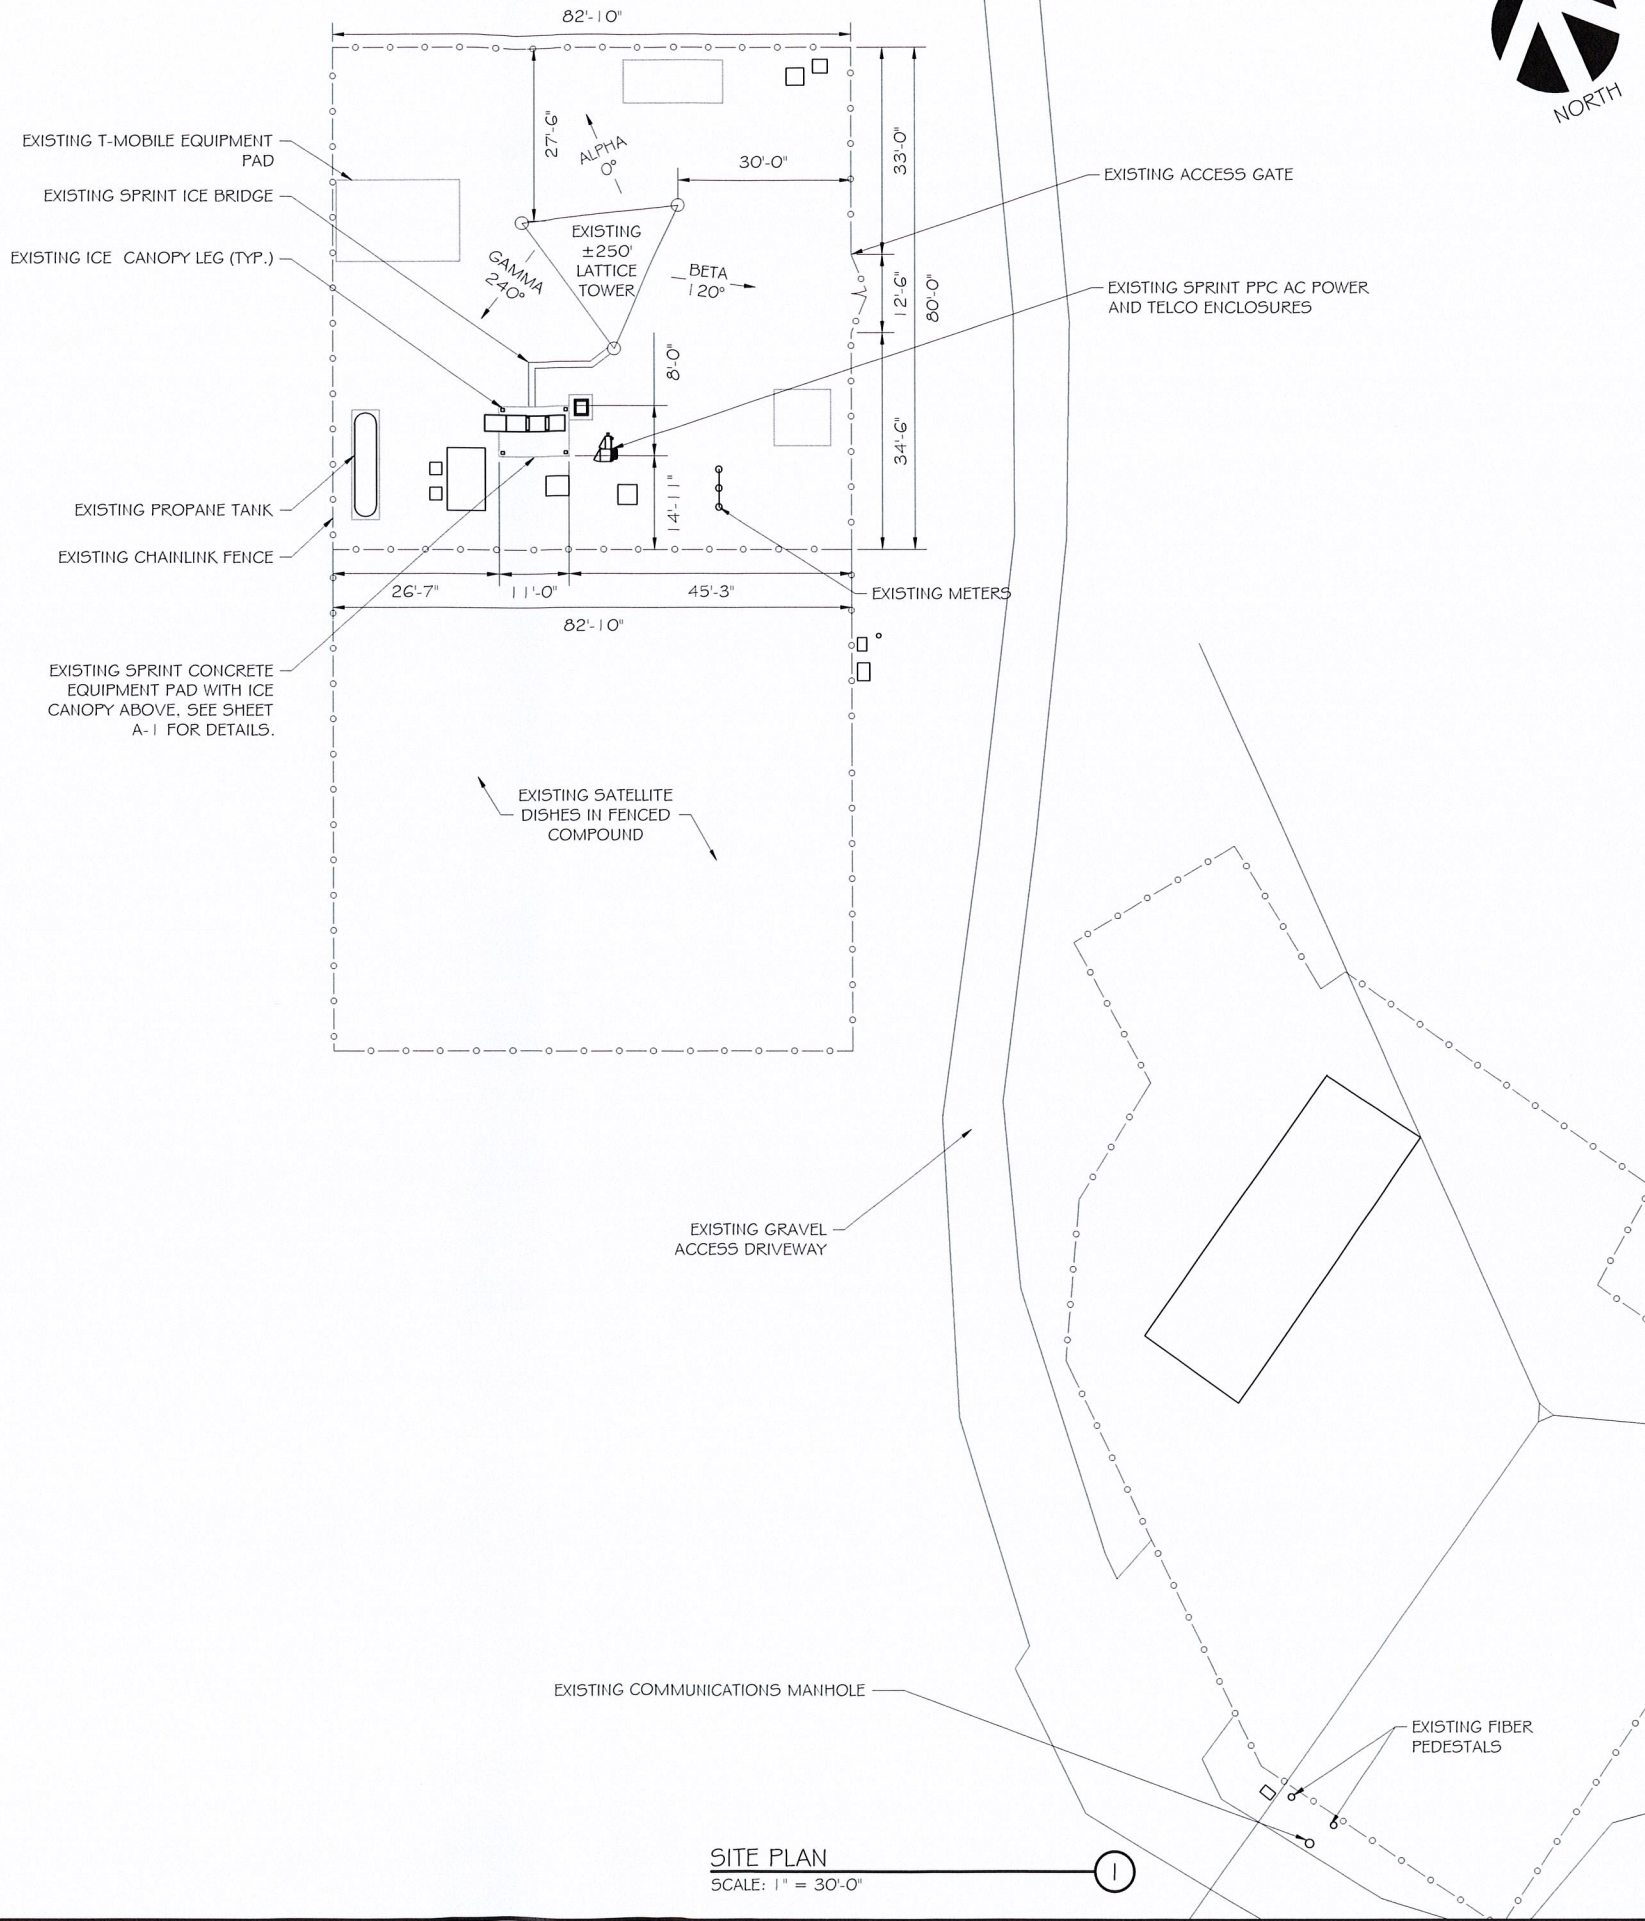 82'-10"
NORTH
27'-6"
ALPHA
0°
30'-0"
33'-0"
EXISTING T-MOBILE EQUIPMENT
PAD
EXISTING SPRINT ICE BRIDGE
EXISTING ICE CANOPY LEG (TYP.)
EXISTING ACCESS GATE
EXISTING
±250'
LATTICE
TOWER
GAMMA
240°
BETA
120°
12'-6"
80'-0"
EXISTING SPRINT PPC AC POWER
AND TELCO ENCLOSURES
8'-0"
34'-6"
14'-11"
EXISTING PROPANE TANK
EXISTING CHAINLINK FENCE
26'-7"
11'-0"
45'-3"
EXISTING METERS
82'-10"
EXISTING SPRINT CONCRETE
EQUIPMENT PAD WITH ICE
CANOPY ABOVE, SEE SHEET
A-1 FOR DETAILS.
EXISTING SATELLITE
DISHES IN FENCED
COMPOUND
EXISTING GRAVEL
ACCESS DRIVEWAY
EXISTING COMMUNICATIONS MANHOLE
EXISTING FIBER
PEDESTALS
SITE PLAN
SCALE: 1" = 30'-0"
1